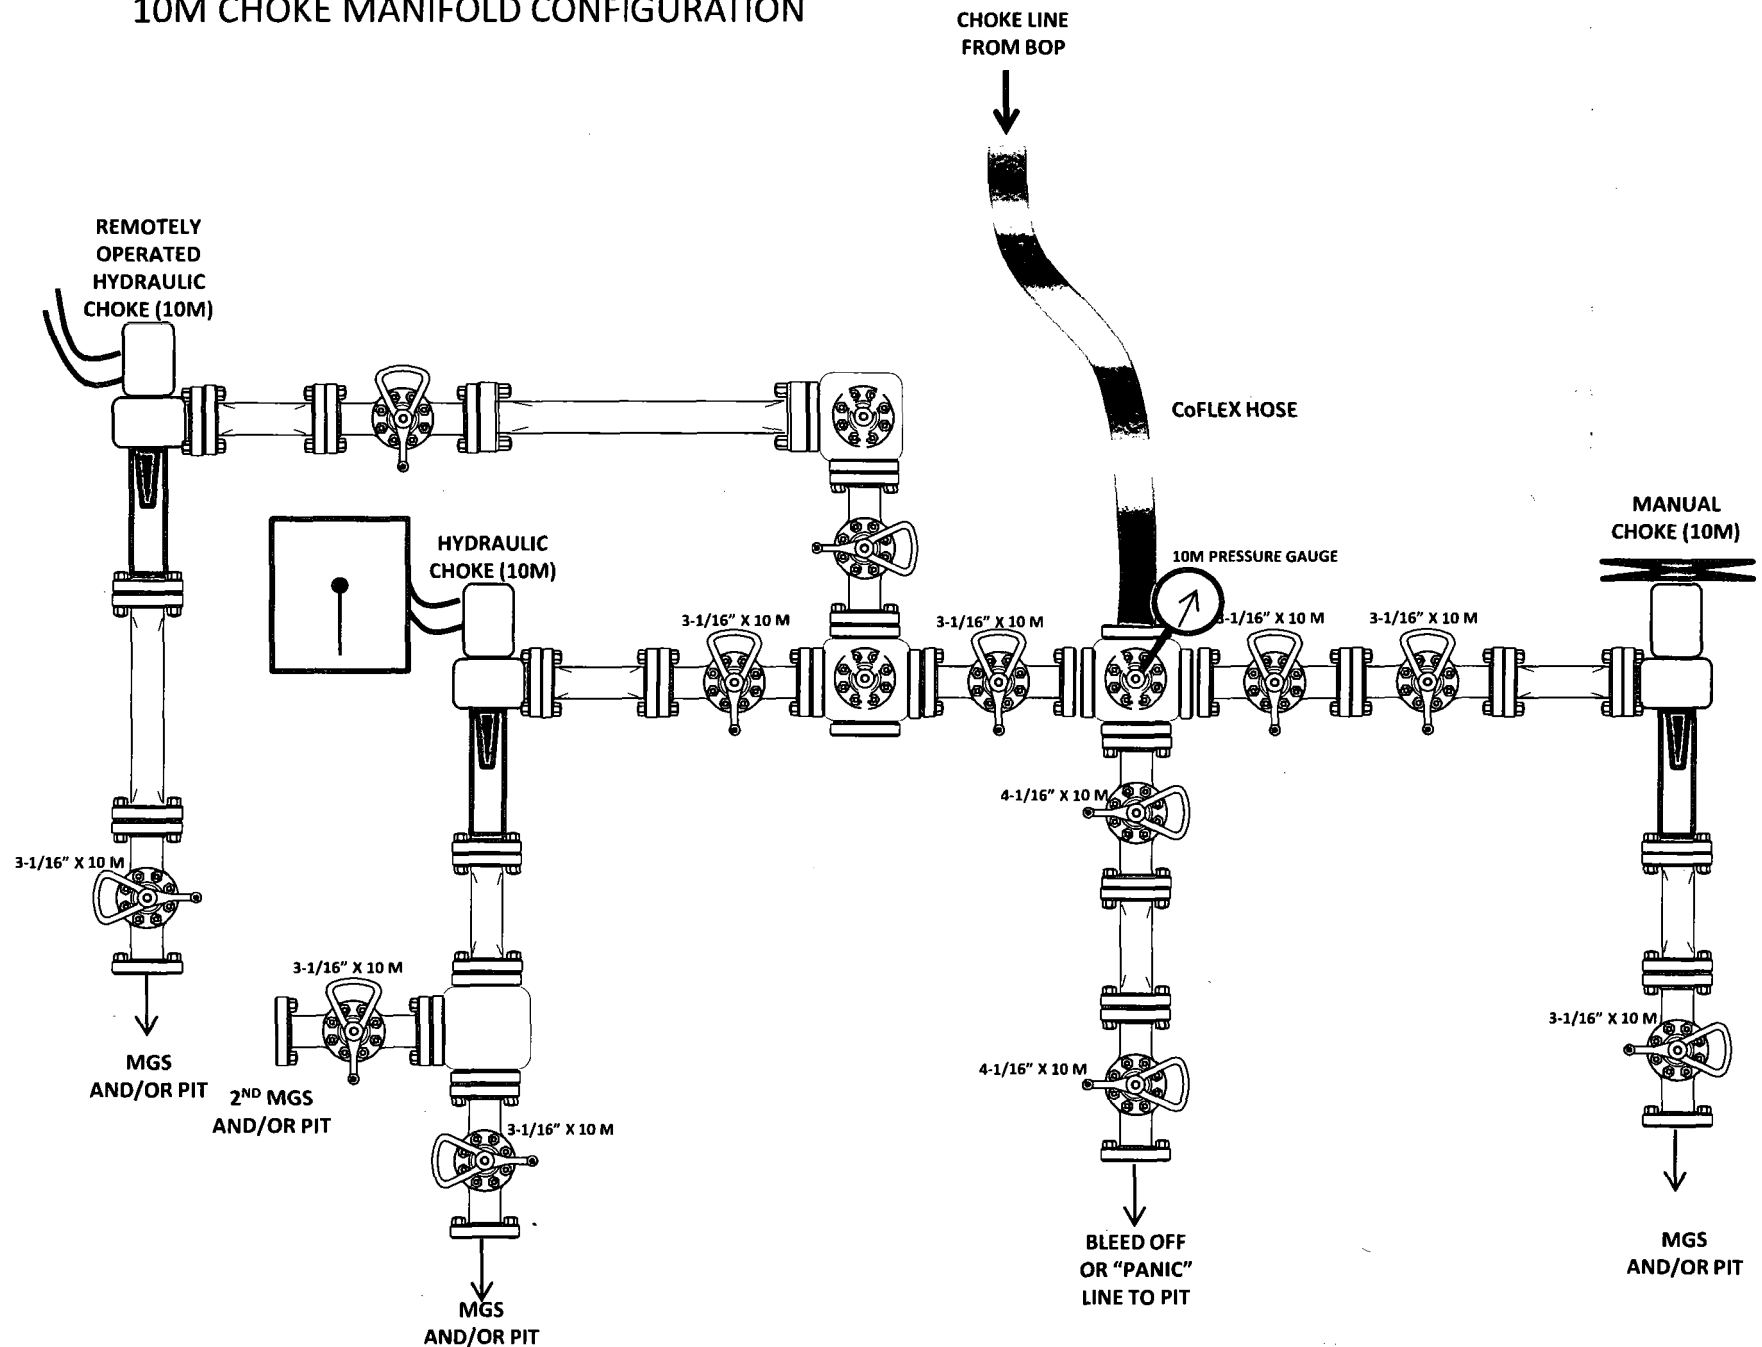 10M CHOKE MANIFOLD CONFIGURATION
CHOKE LINE
FROM BOP
REMOTELY
OPERATED
HYDRAULIC
CHOKE (10M)
CoFLEX HOSE
HYDRAULIC
CHOKE (10M)
10M PRESSURE GAUGE
MANUAL
CHOKE (10M)
3-1/16” X 10 M
3-1/16” X 10 M
3-1/16” X 10 M
3-1/16” X 10 M
4-1/16” X 10 M
3-1/16” X 10 M
3-1/16” X 10 M
3-1/16” X 10 M
4-1/16” X 10 M
MGS
AND/OR PIT
2ND MGS
AND/OR PIT
3-1/16” X 10 M
BLEED OFF
OR “PANIC”
LINE TO PIT
MGS
AND/OR PIT
MGS
AND/OR PIT